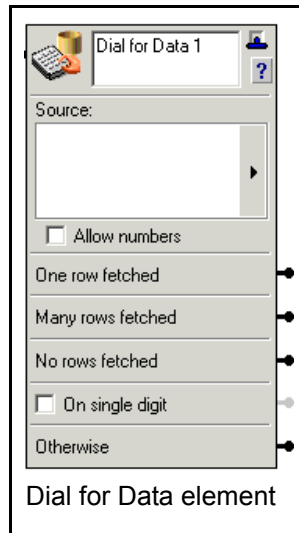 Dial for Data 1
?
Source:
Allow numbers
One row fetched
Many rows fetched
No rows fetched
On single digit
Otherwise
Dial for Data element